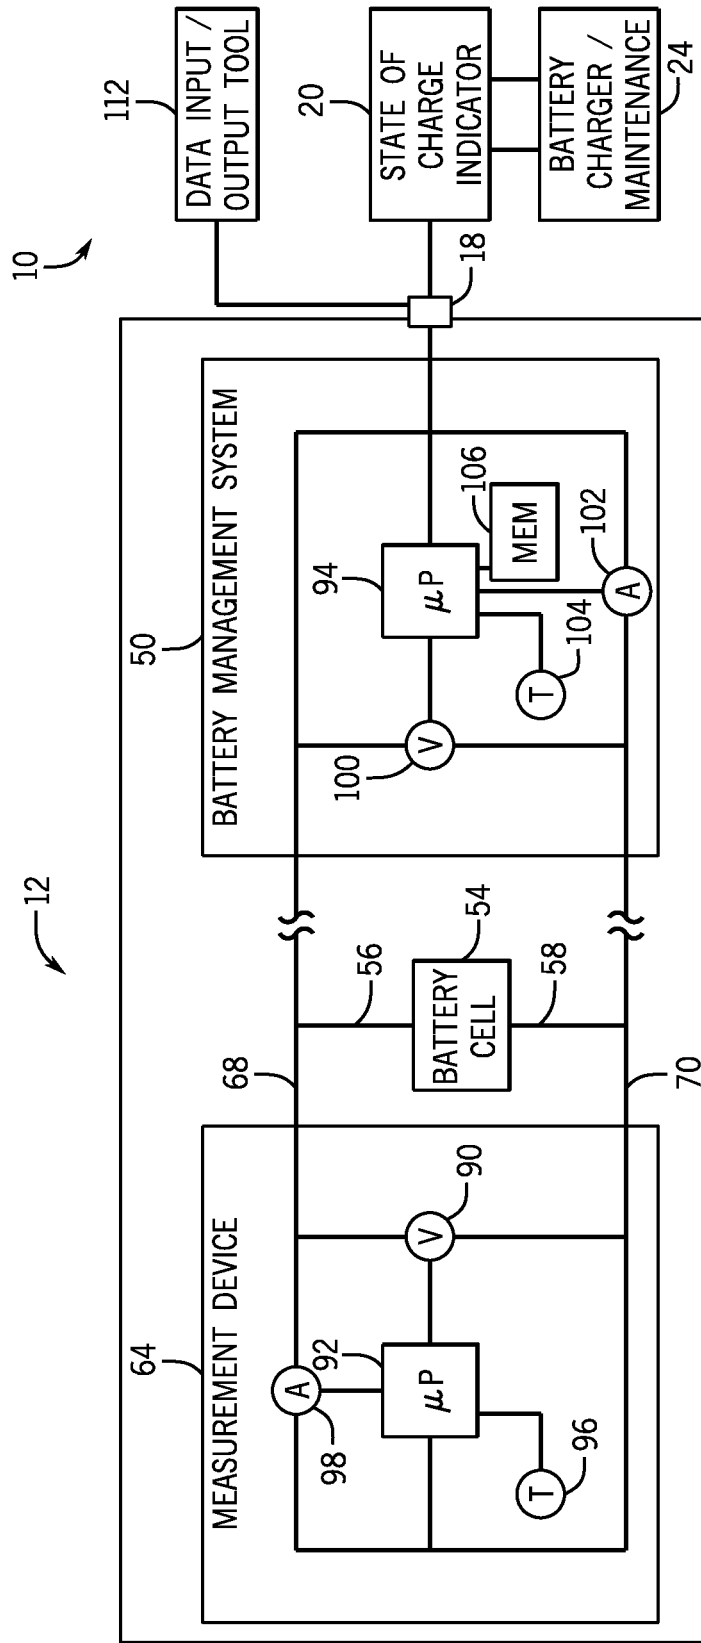 10
12
112
DATA INPUT /
OUTPUT TOOL
20
STATE OF
CHARGE
INDICATOR
BATTERY
CHARGER /
MAINTENANCE
24
18
64
MEASUREMENT DEVICE
98
A
92
μP
V
90
T
96
68
56
BATTERY
CELL
54
58
70
50
BATTERY MANAGEMENT SYSTEM
94
μP
100
V
MEM
106
T
104
A
102